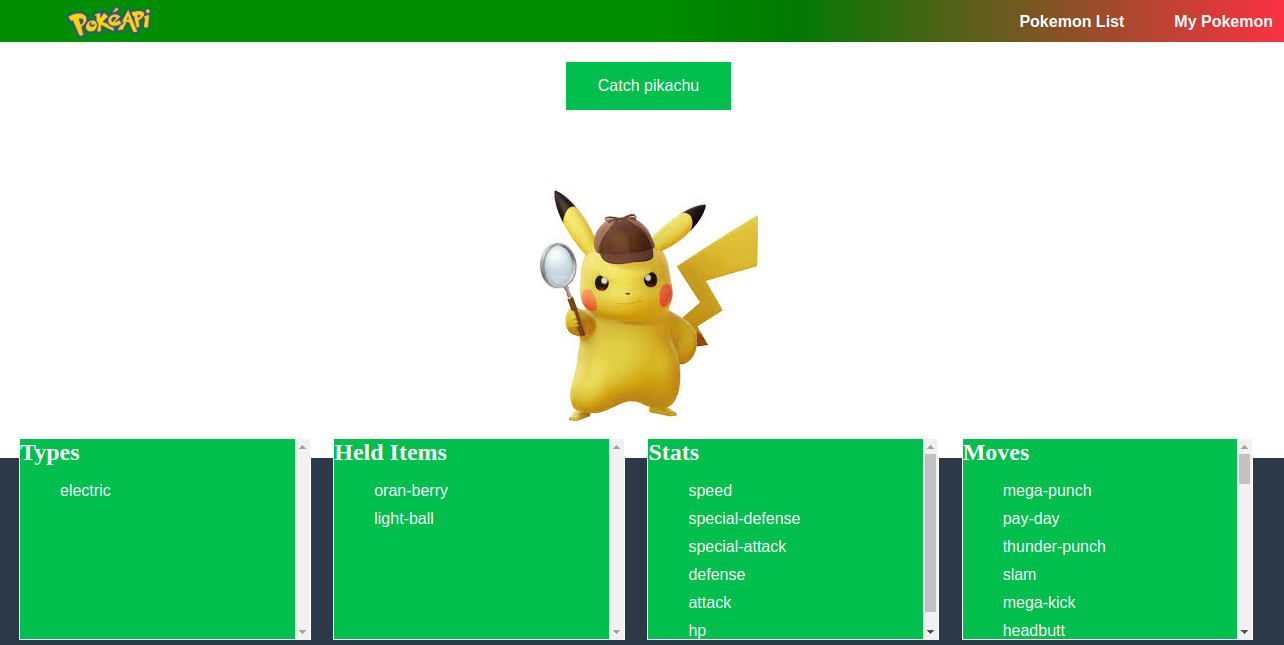 PokéApi
Pokemon List
My Pokemon
Catch pikachu
Types
electric
Held Items
oran-berry
light-ball
Stats
speed
special-defense
special-attack
defense
attack
hp
Moves
mega-punch
pay-day
thunder-punch
slam
mega-kick
headbutt